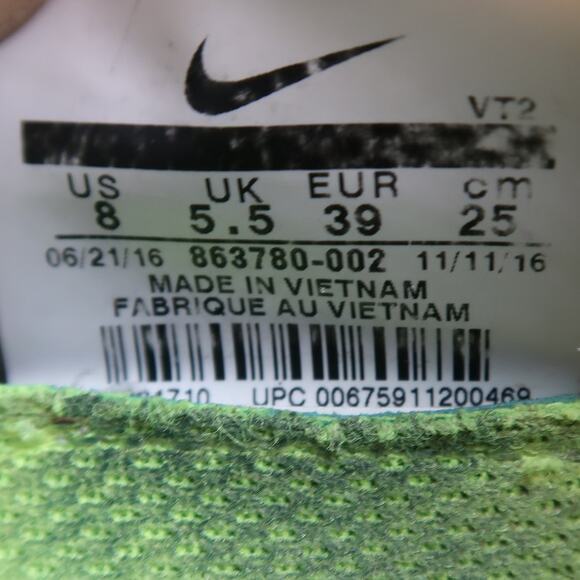 VT2
US UK EUR cm
8 5.5 39 25
06/21/16 863780-002 11/11/16
MADE IN VIETNAM
FABRIQUE AU VIETNAM
UPC 00675911200469